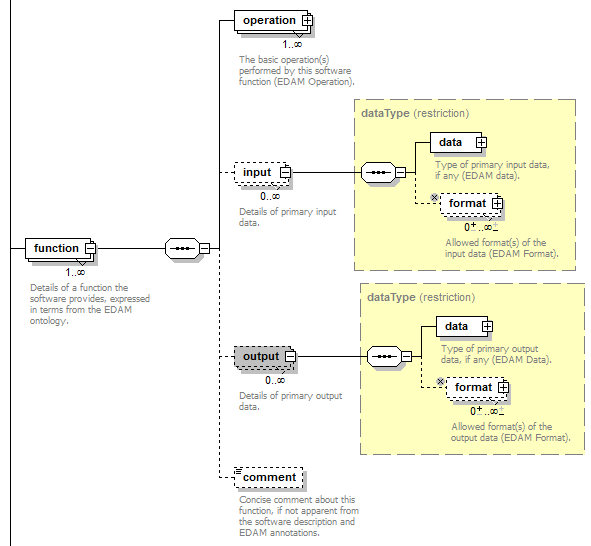 operation
1..∞
The basic operation(s)
performed by this software
function (EDAM Operation).
dataType (restriction)
data
Type of primary input data,
if any (EDAM data).
input
0..∞
Details of primary input
data.
format
0±..∞±
Allowed format(s) of the
input data (EDAM Format).
function
1..∞
Details of a function the
software provides, expressed
in terms from the EDAM
ontology.
dataType (restriction)
data
Type of primary output
data, if any (EDAM Data).
output
0..∞
Details of primary output
data.
format
0±..∞±
Allowed format(s) of the
output data (EDAM Format).
comment
Concise comment about this
function, if not apparent from
the software description and
EDAM annotations.